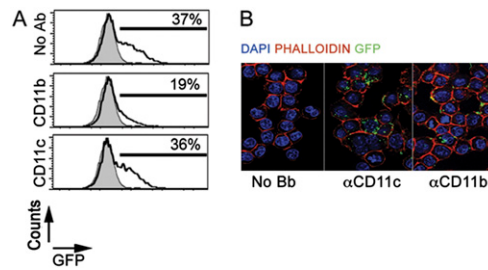 A
No Ab
37%
CD11b
19%
CD11c
36%
Counts
GFP
B
DAPI PHALLOIDIN GFP
No Bb
αCD11c
αCD11b